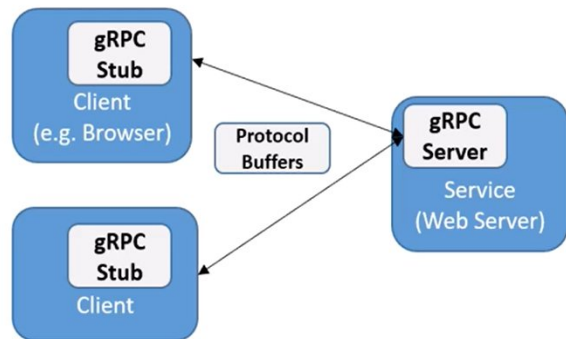 gRPC
Stub
Client
(e.g. Browser)
Protocol
Buffers
gRPC
Server
Service
(Web Server)
gRPC
Stub
Client